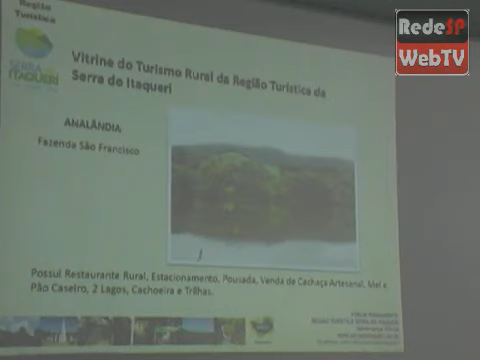 Região
Turística
SERRA DO
ITAQUERI
Vitrine do Turismo Rural da Região Turística da
Serra do Itaqueri
ANALÂNDIA
Fazenda São Francisco
Possui Restaurante Rural, Estacionamento, Pousada, Venda de Cachaça Artesanal, Mel e
Pão Caseiro, 2 Lagos, Cachoeira e Trilhas.
RedeSP
WebTV